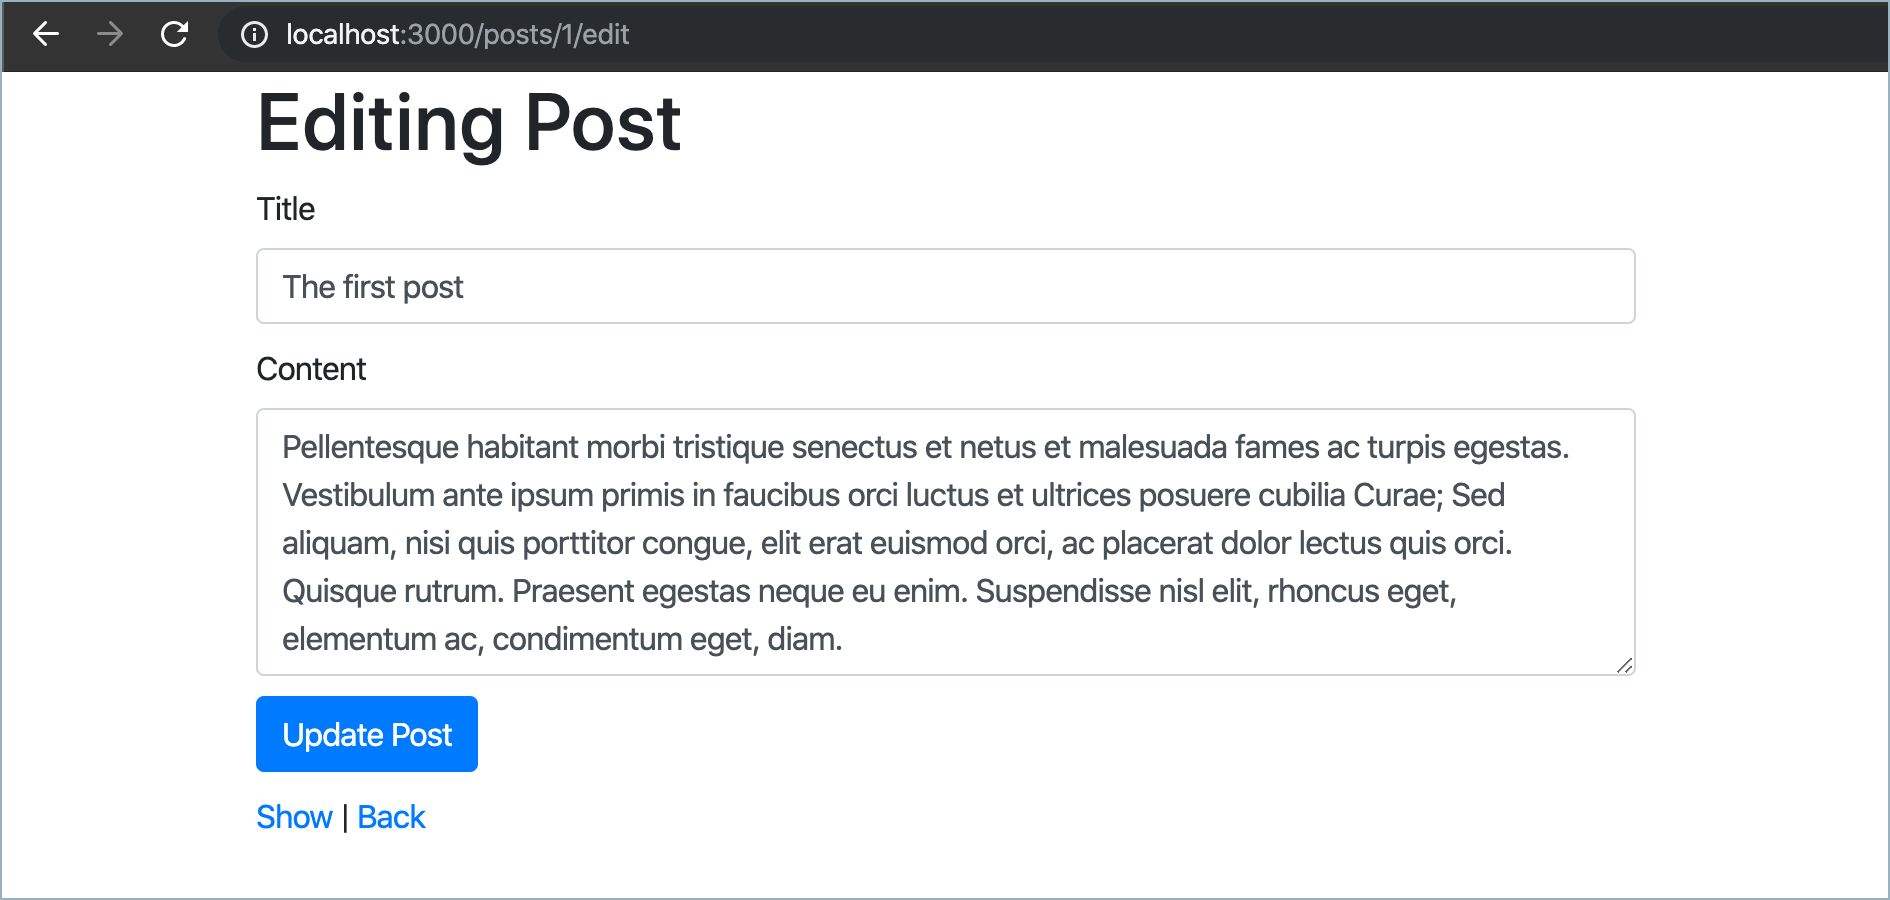 localhost:3000/posts/1/edit
Editing Post
Title
The first post
Content
Pellentesque habitant morbi tristique senectus et netus et malesuada fames ac turpis egestas.
Vestibulum ante ipsum primis in faucibus orci luctus et ultrices posuere cubilia Curae; Sed
aliquam, nisi quis porttitor congue, elit erat euismod orci, ac placerat dolor lectus quis orci.
Quisque rutrum. Praesent egestas neque eu enim. Suspendisse nisl elit, rhoncus eget,
elementum ac, condimentum eget, diam.
Update Post
Show | Back